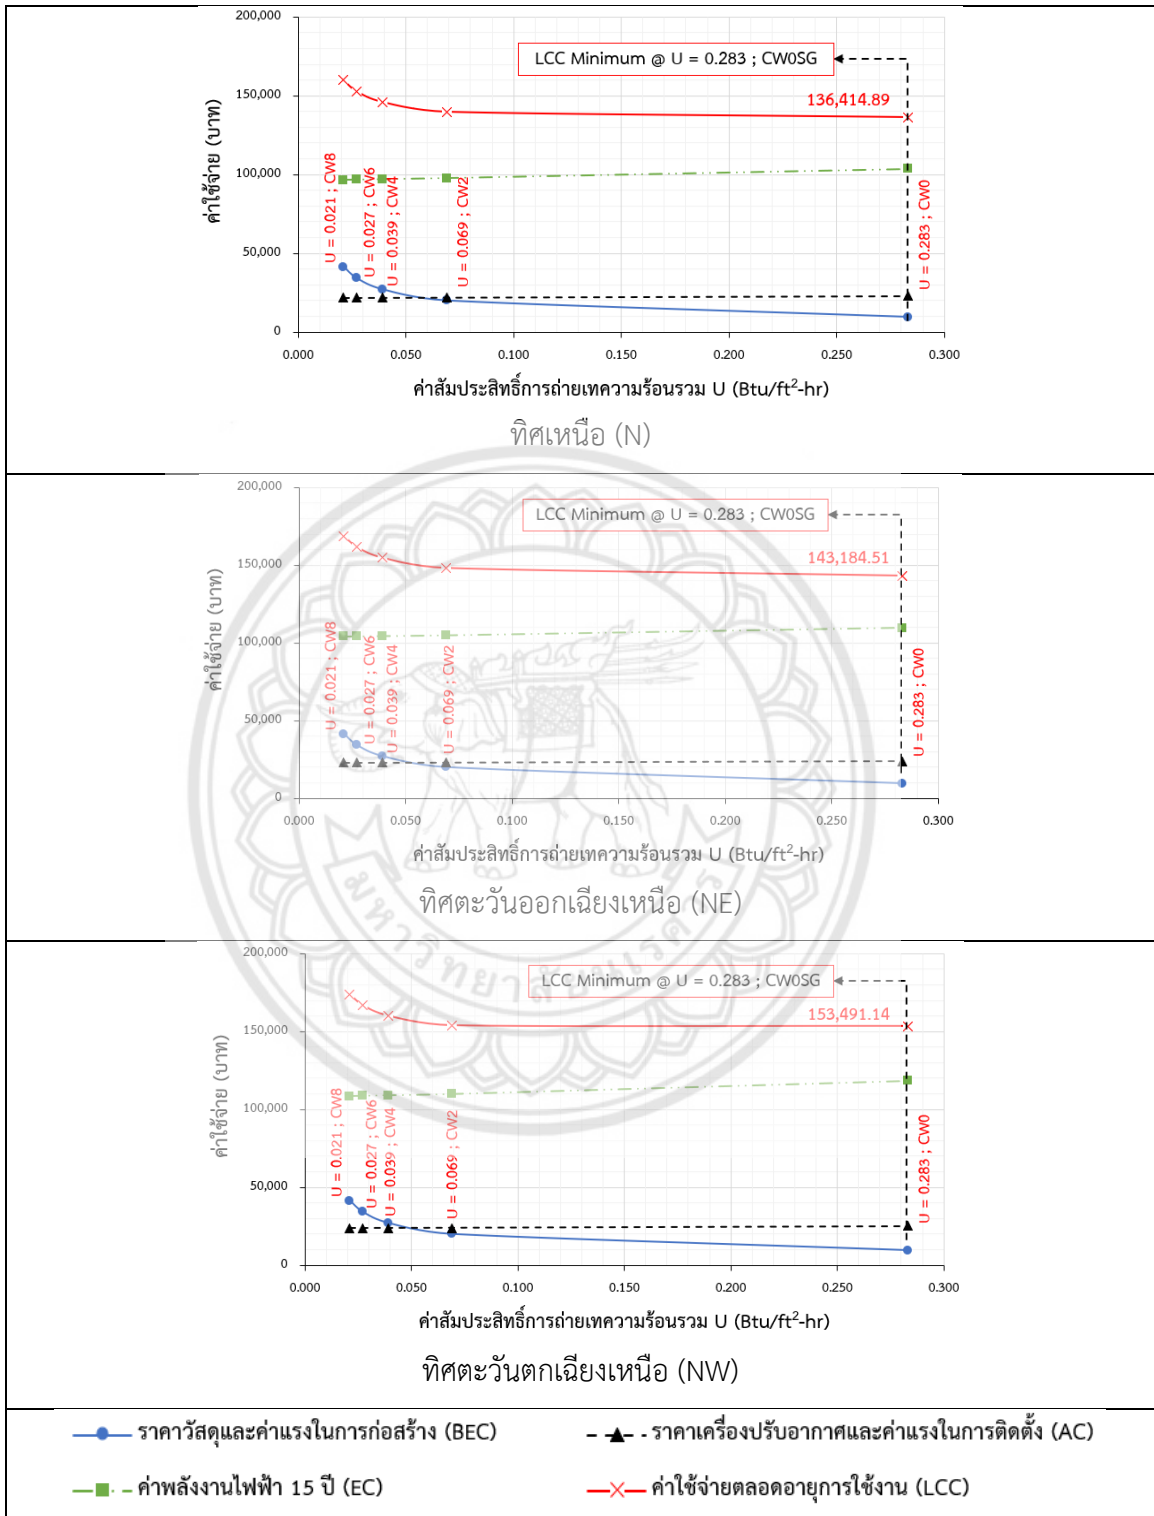 200,000
LCC Minimum @ U = 0.283 ; CW0SG
150,000
136,414.89
100,000
50,000
0
ค่าใช้จ่าย (บาท)
U = 0.021 ; CW8
U = 0.027 ; CW6
U = 0.039 ; CW4
U = 0.069 ; CW2
U = 0.283 ; CW0
0.000 0.050 0.100 0.150 0.200 0.250 0.300
ค่าสัมประสิทธิ์การถ่ายเทความร้อนรวม U (Btu/ft²-hr)
ทิศเหนือ (N)
200,000
LCC Minimum @ U = 0.283 ; CW0SG
150,000
143,184.51
100,000
50,000
0
ค่าใช้จ่าย (บาท)
U = 0.021 ; CW8
U = 0.027 ; CW6
U = 0.039 ; CW4
U = 0.069 ; CW2
U = 0.283 ; CW0
0.000 0.050 0.100 0.150 0.200 0.250 0.300
ค่าสัมประสิทธิ์การถ่ายเทความร้อนรวม U (Btu/ft²-hr)
ทิศตะวันออกเฉียงเหนือ (NE)
มหาวิทยาลัยนเรศวร
200,000
LCC Minimum @ U = 0.283 ; CW0SG
150,000
153,491.14
100,000
50,000
0
ค่าใช้จ่าย (บาท)
U = 0.021 ; CW8
U = 0.027 ; CW6
U = 0.039 ; CW4
U = 0.069 ; CW2
U = 0.283 ; CW0
0.000 0.050 0.100 0.150 0.200 0.250 0.300
ค่าสัมประสิทธิ์การถ่ายเทความร้อนรวม U (Btu/ft²-hr)
ทิศตะวันตกเฉียงเหนือ (NW)
ราคาวัสดุและค่าแรงในการก่อสร้าง (BEC) ราคาเครื่องปรับอากาศและค่าแรงในการติดตั้ง (AC)
ค่าพลังงานไฟฟ้า 15 ปี (EC) ค่าใช้จ่ายตลอดอายุการใช้งาน (LCC)